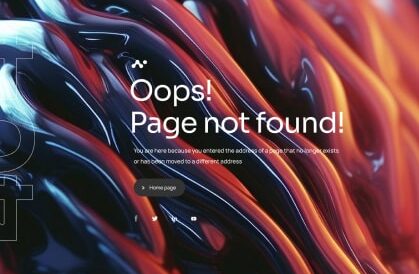 Oops!
Page not found!
You are here because you entered the address of a page that no longer exists
or has been moved to a different address
Home page